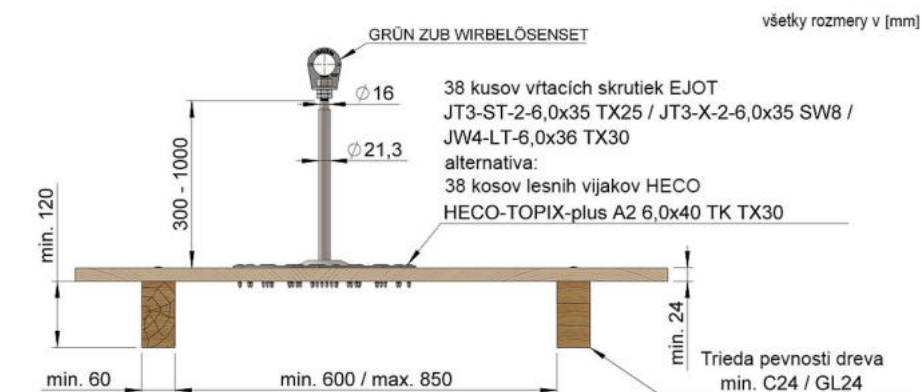 všetky rozmery v [mm]
GRÜN ZUB WIRBELÖSENSET
Ø 16
38 kusov vŕtacích skrutiek EJOT
JT3-ST-2-6,0x35 TX25 / JT3-X-2-6,0x35 SW8 /
JW4-LT-6,0x36 TX30
alternativa:
38 kosov lesnih vijakov HECO
HECO-TOPIX-plus A2 6,0x40 TK TX30
Ø 21,3
300 - 1000
min. 120
min. 24
min. 60
min. 600 / max. 850
Trieda pevnosti dreva
min. C24 / GL24